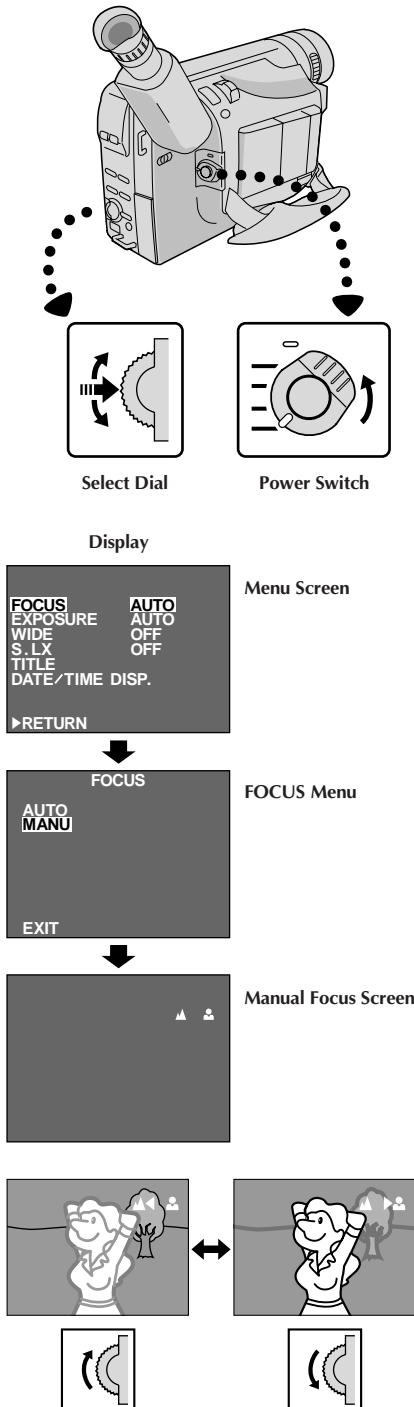 Select Dial
Power Switch
Display
Menu Screen
FOCUS AUTO
EXPOSURE AUTO
WIDE OFF
S.LX OFF
TITLE
DATE/TIME DISP.
▶RETURN
FOCUS Menu
FOCUS
AUTO
MANU
EXIT
Manual Focus Screen